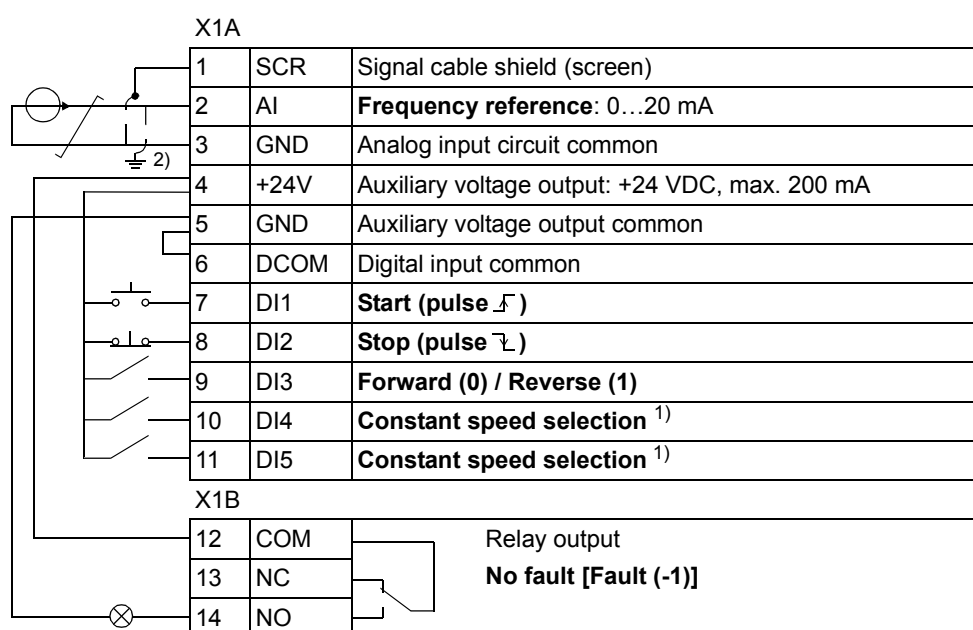 X1A
1 SCR Signal cable shield (screen)
2 AI Frequency reference: 0…20 mA
3 GND Analog input circuit common
2)
4 +24V Auxiliary voltage output: +24 VDC, max. 200 mA
5 GND Auxiliary voltage output common
6 DCOM Digital input common
7 DI1 Start (pulse )
8 DI2 Stop (pulse )
9 DI3 Forward (0) / Reverse (1)
10 DI4 Constant speed selection 1)
11 DI5 Constant speed selection 1)
X1B
12 COM Relay output
13 NC No fault [Fault (-1)]
14 NO